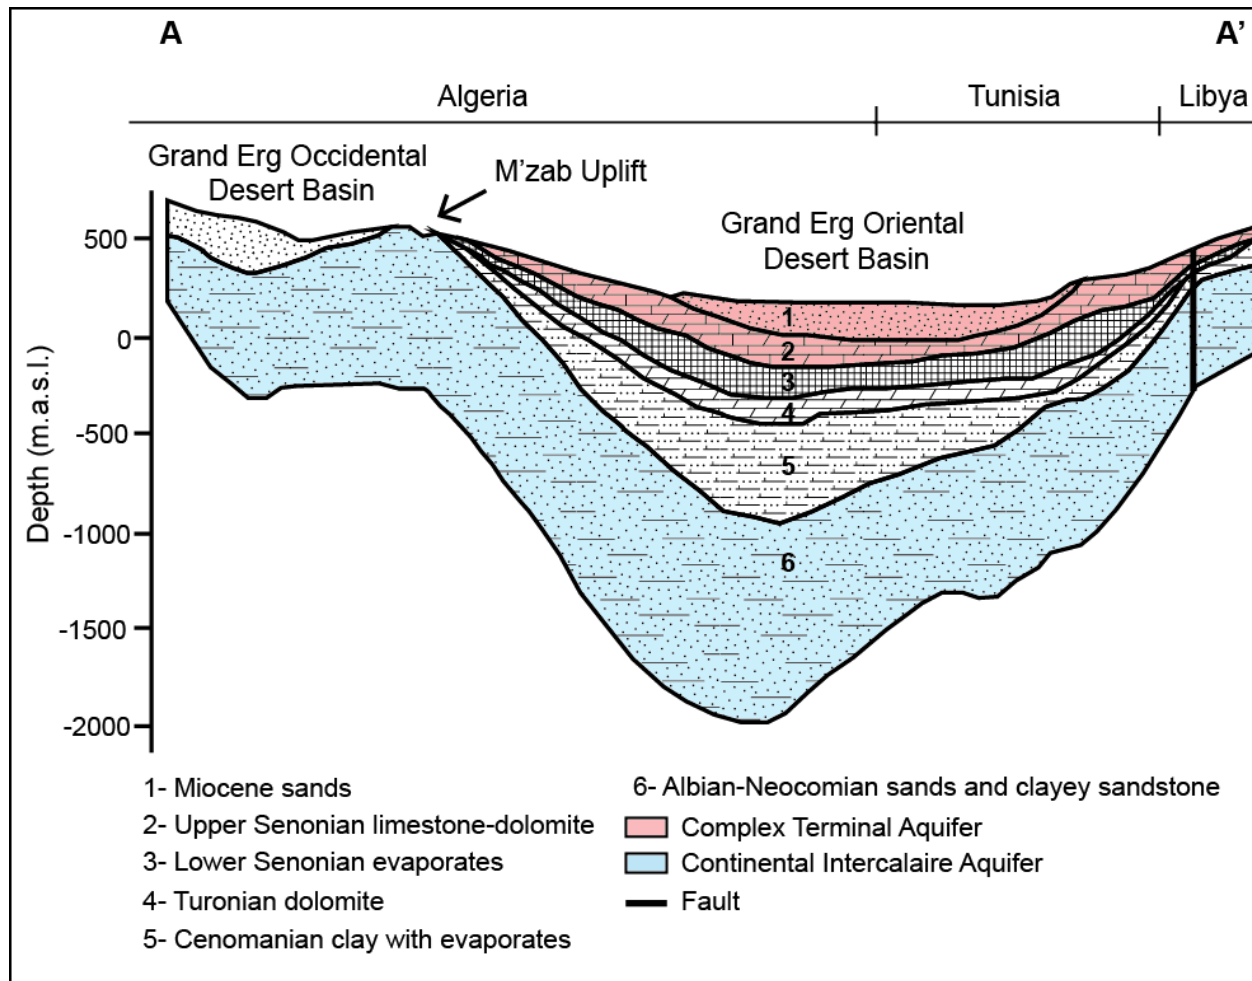 A
A’
Algeria
Tunisia
Libya
Grand Erg Occidental
Desert Basin
M’zab Uplift
Grand Erg Oriental
Desert Basin
Depth (m.a.s.l.)
500
0
-500
-1000
-1500
-2000
1
2
3
4
5
6
1- Miocene sands
2- Upper Senonian limestone-dolomite
3- Lower Senonian evaporates
4- Turonian dolomite
5- Cenomanian clay with evaporates
6- Albian-Neocomian sands and clayey sandstone
Complex Terminal Aquifer
Continental Intercalaire Aquifer
Fault